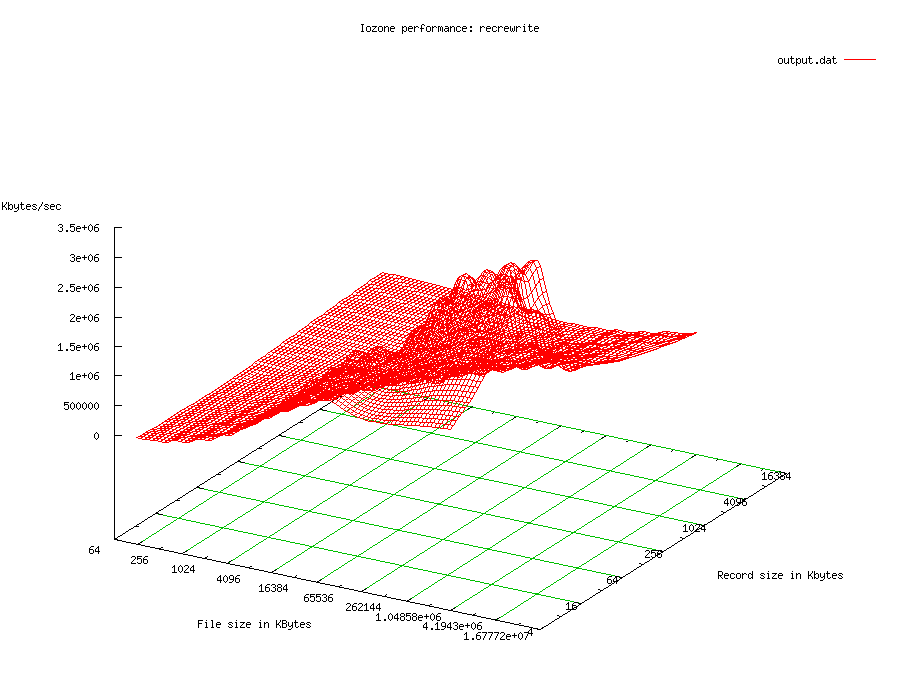 Iozone performance: recrewrite
output.dat
Kbytes/sec
3.5e+06
3e+06
2.5e+06
2e+06
1.5e+06
1e+06
500000
0
64
256
1024
4096
16384
65536
262144
1.04858e+06
4.1943e+06
1.67772e+07
File size in KBytes
16384
4096
1024
256
64
16
4
Record size in Kbytes